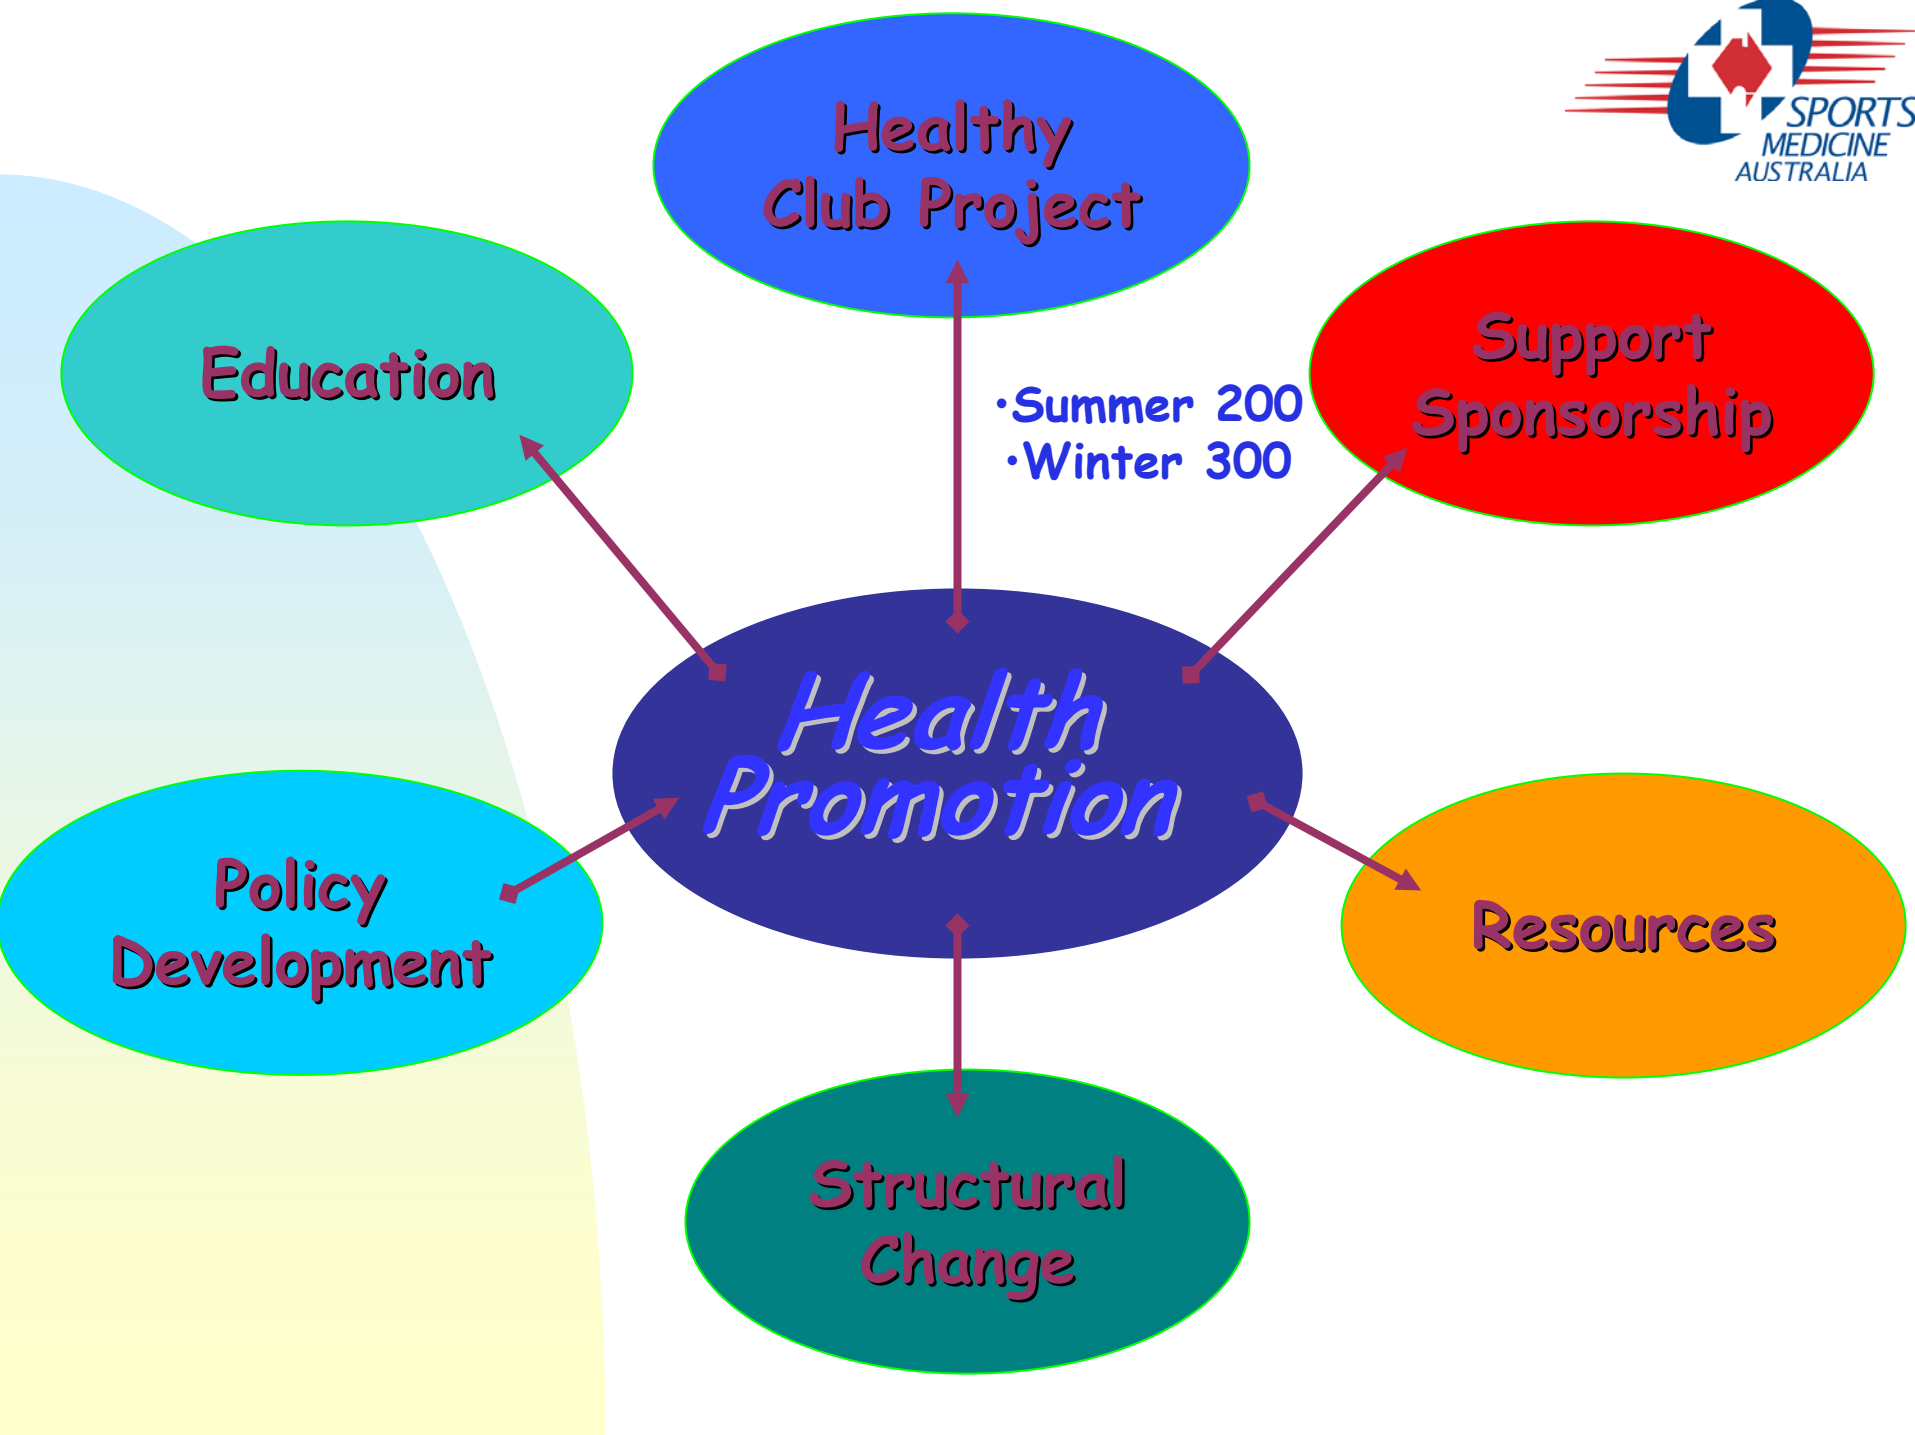 Healthy
Club Project
SPORTS
MEDICINE
AUSTRALIA
Education
Support
Sponsorship
•Summer 200
•Winter 300
Health
Promotion
Policy
Development
Resources
Structural
Change